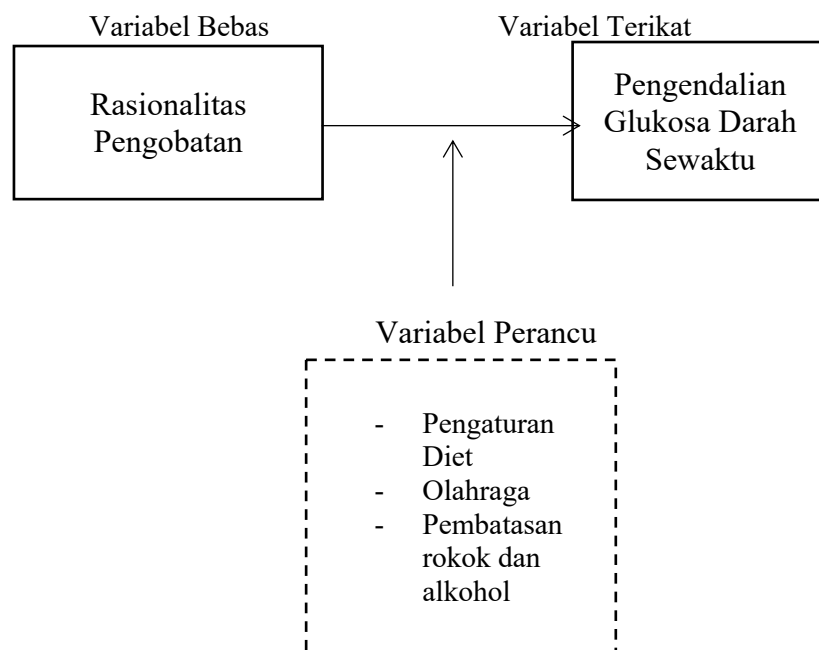 Variabel Bebas
Variabel Terikat
Rasionalitas
Pengobatan
Pengendalian
Glukosa Darah
Sewaktu
Variabel Perancu
- Pengaturan
Diet
- Olahraga
- Pembatasan
rokok dan
alkohol